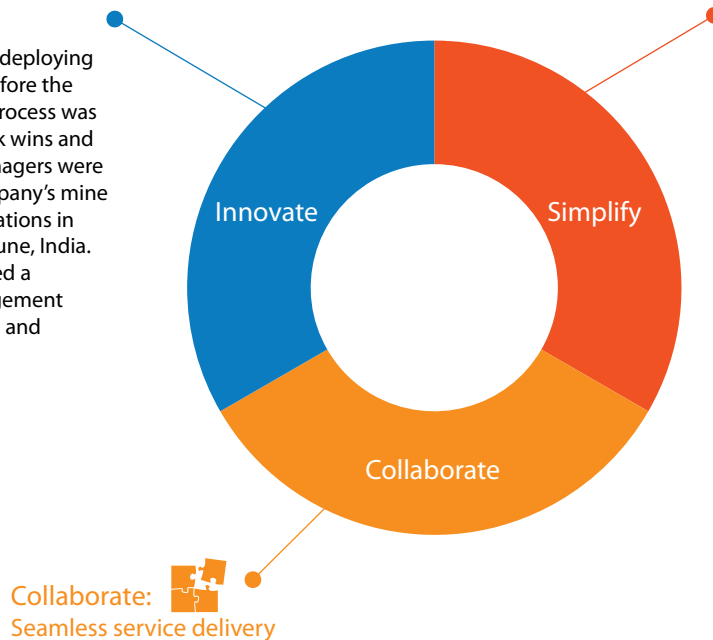 deploying
fore the
rocess was
k wins and
nagers were
pany's mine
ations in
une, India.
ed a
gement
and
Innovate
Simplify
Collaborate
Collaborate:
Seamless service delivery